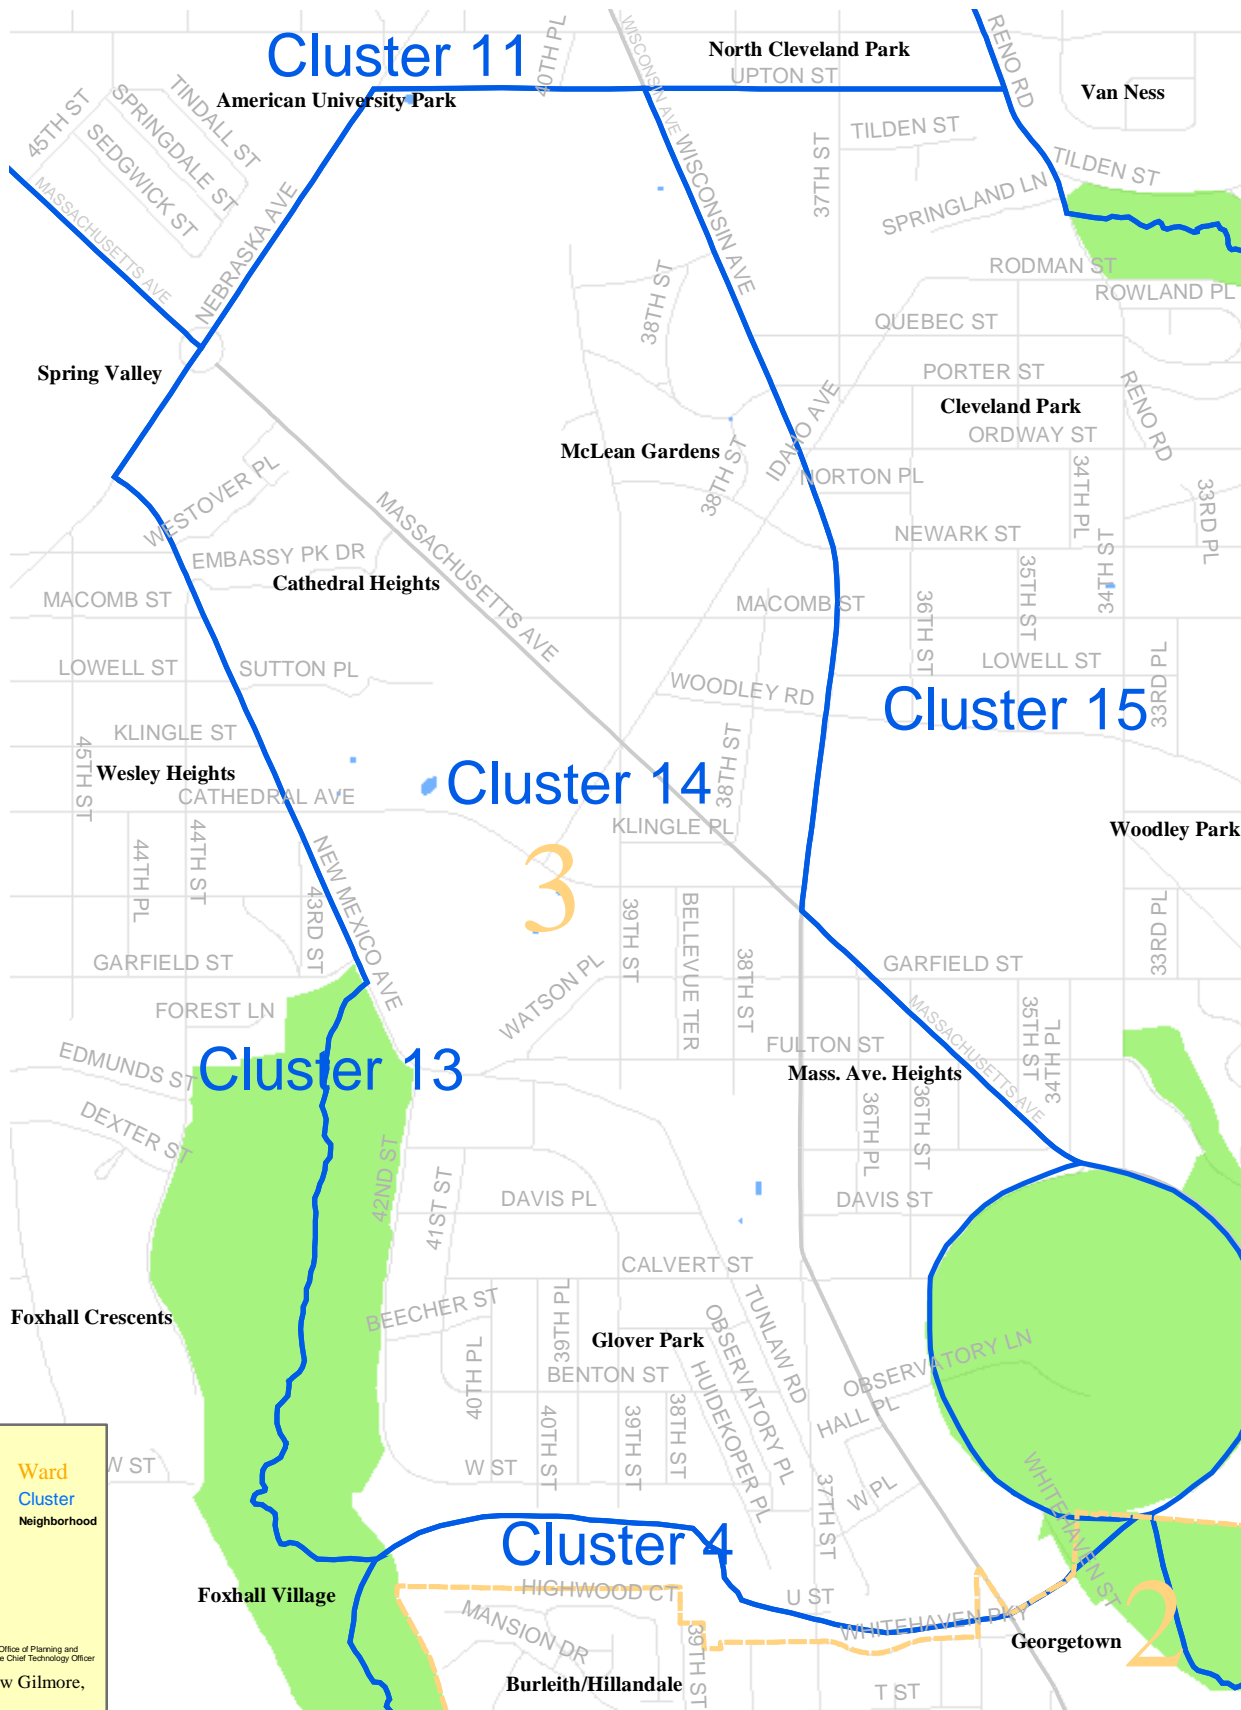 40TH PL
WISCONSIN AVE
RENO RD
Cluster 11
North Cleveland Park
UPTON ST
American University Park
Van Ness
45TH ST
SPRINGDALE ST
TINDALL ST
SEDGWICK ST
MASSACHUSETTS AVE
NEBRASKA AVE
WISCONSIN AVE
37TH ST
TILDEN ST
TILDEN ST
SPRINGLAND LN
RODMAN ST
ROWLAND PL
38TH ST
QUEBEC ST
Spring Valley
PORTER ST
RENO RD
Cleveland Park
IDAHO AVE
ORDWAY ST
McLean Gardens
38TH ST
NORTON PL
34TH PL
33RD PL
WESTOVER PL
MASSACHUSETTS AVE
NEWARK ST
EMBASSY PK DR
Cathedral Heights
35TH ST
34TH ST
MACOMB ST
MACOMB ST
36TH ST
LOWELL ST
SUTTON PL
LOWELL ST
33RD PL
WOODLEY RD
Cluster 15
KLINGLE ST
45TH ST
Wesley Heights
38TH ST
Cluster 14
CATHEDRAL AVE
KLINGLE PL
Woodley Park
44TH PL
44TH ST
NEW MEXICO AVE
3
43RD ST
39TH ST
BELLEVUE TER
38TH ST
33RD PL
GARFIELD ST
GARFIELD ST
WATSON PL
FOREST LN
MASSACHUSETTS AVE
35TH ST
34TH PL
EDMUNDS ST
Cluster 13
FULTON ST
Mass. Ave. Heights
DEXTER ST
36TH PL
36TH ST
42ND ST
41ST ST
DAVIS PL
DAVIS ST
CALVERT ST
Foxhall Crescents
BEECHER ST
39TH PL
Glover Park
TUNLAW RD
OBSERVATORY PL
OBSERVATORY LN
40TH PL
BENTON ST
HUIDEKOPER PL
HALL PL
40TH ST
39TH ST
38TH ST
W ST
W ST
37TH ST
W PL
Ward
Cluster
Neighborhood
WHITEHAVEN ST
Cluster 4
HIGHWOOD CT
U ST
Foxhall Village
MANSION DR
WHITEHAVEN PKY
39TH ST
Georgetown
2
Office of Planning and
e Chief Technology Officer
w Gilmore,
Burleith/Hillandale
T ST